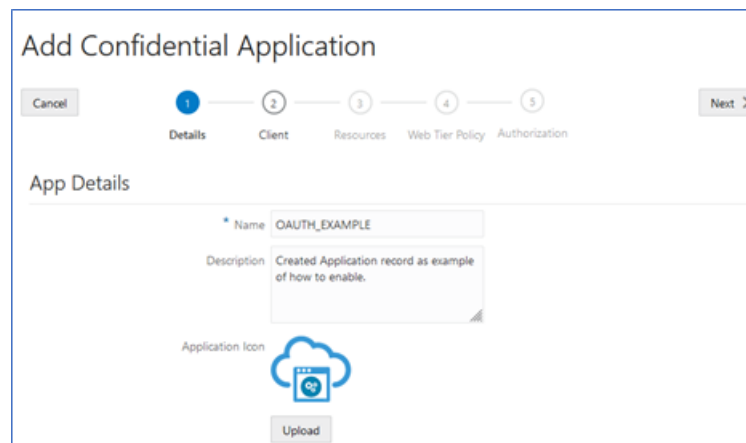 Add Confidential Application
Cancel
1
2
3
4
5
Next
Details
Client
Resources
Web Tier Policy
Authorization
App Details
* Name
OAUTH_EXAMPLE
Description
Created Application record as example
of how to enable.
Application Icon
Upload